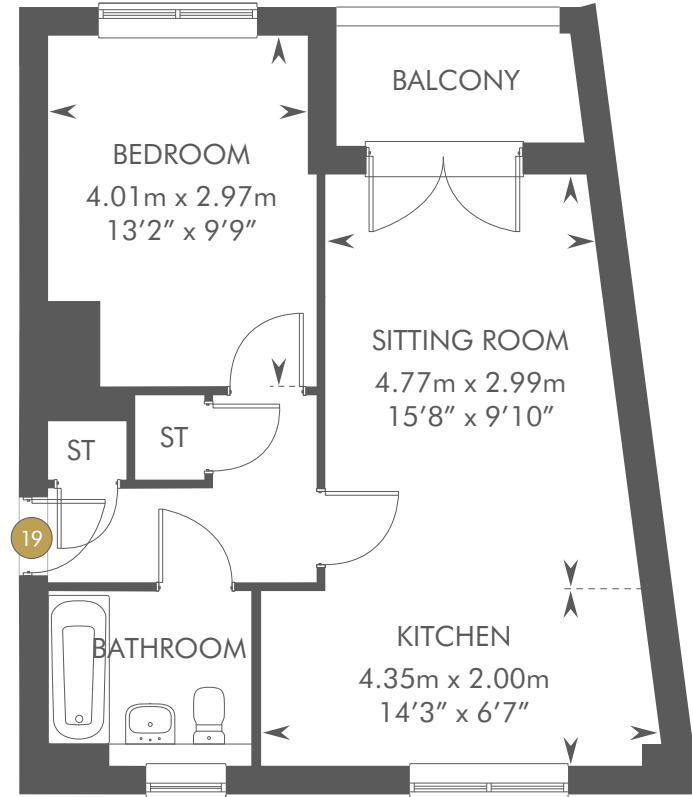 BALCONY
BEDROOM
4.01m x 2.97m
13’2” x 9’9”
SITTING ROOM
4.77m x 2.99m
15’8” x 9’10”
ST
ST
19
BATHROOM
KITCHEN
4.35m x 2.00m
14’3” x 6’7”